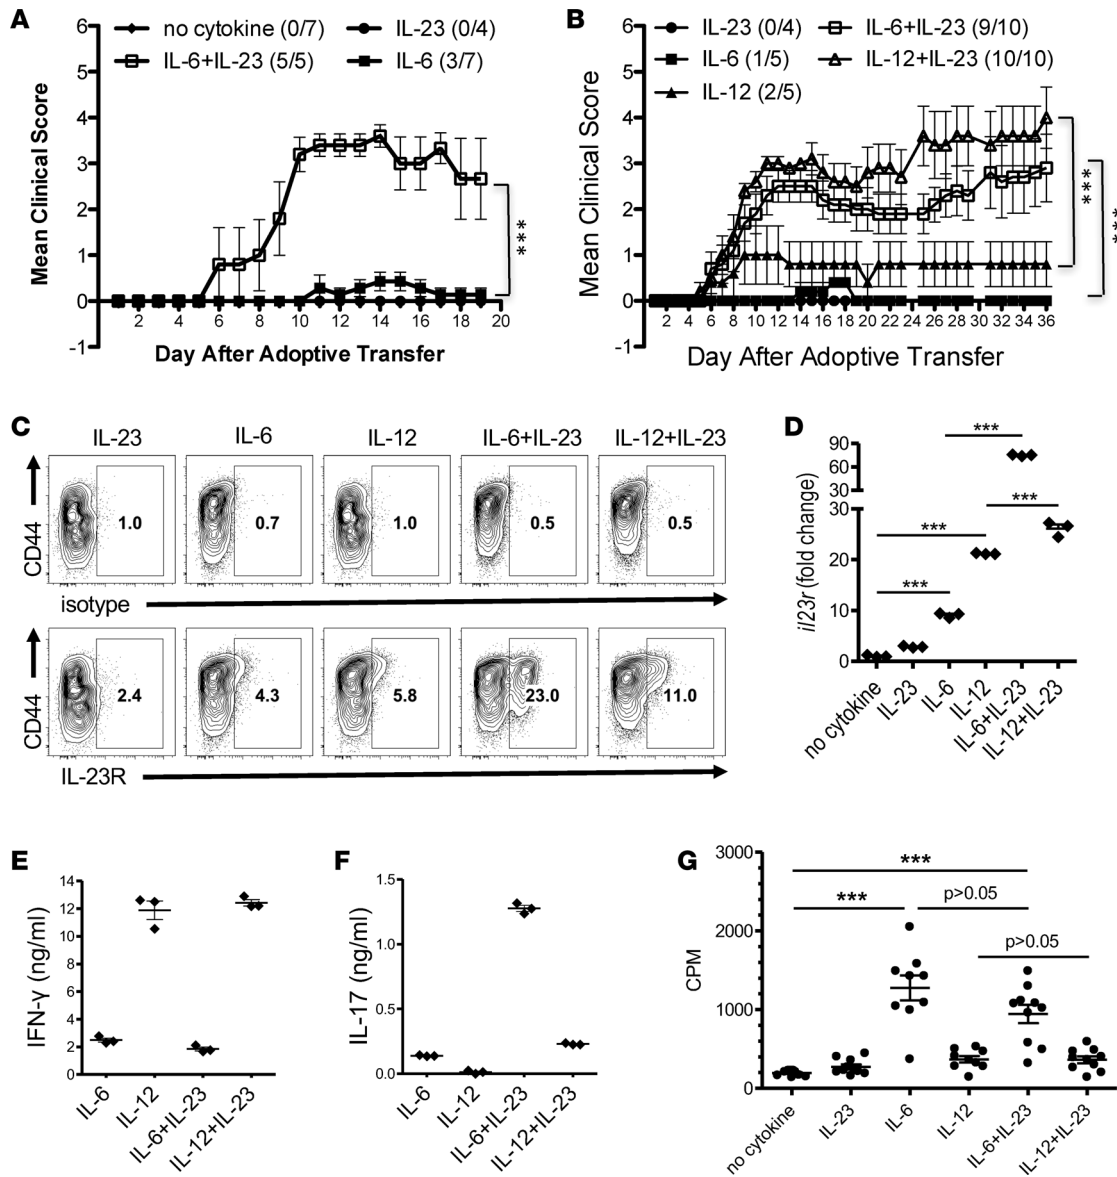 A
no cytokine (0/7)
IL-23 (0/4)
IL-6+IL-23 (5/5)
IL-6 (3/7)
Mean Clinical Score
6
5
4
3
2
1
0
-1
***
2 4 6 8 10 12 14 16 18 20
Day After Adoptive Transfer
B
IL-23 (0/4)
IL-6+IL-23 (9/10)
IL-6 (1/5)
IL-12+IL-23 (10/10)
IL-12 (2/5)
Mean Clinical Score
6
5
4
3
2
1
0
-1
***
2 4 6 8 10 12 14 16 18 20 22 24 26 28 30 32 34 36
Day After Adoptive Transfer
C
IL-23 IL-6 IL-12 IL-6+IL-23 IL-12+IL-23
CD44
1.0 0.7 1.0 0.5 0.5
isotype
CD44
2.4 4.3 5.8 23.0 11.0
IL-23R
D
il23r (fold change)
90
60
30
30
20
10
0
***
***
***
***
no cytokine
IL-23
IL-6
IL-12
IL-6+IL-23
IL-12+IL-23
E
IFN-γ (ng/ml)
14
12
10
8
6
4
2
0
IL-6
IL-12
IL-6+IL-23
IL-12+IL-23
F
IL-17 (ng/ml)
1.5
1.0
0.5
0.0
IL-6
IL-12
IL-6+IL-23
IL-12+IL-23
G
CPM
3000
2000
1000
0
***
***
p>0.05
p>0.05
no cytokine
IL-23
IL-6
IL-12
IL-6+IL-23
IL-12+IL-23